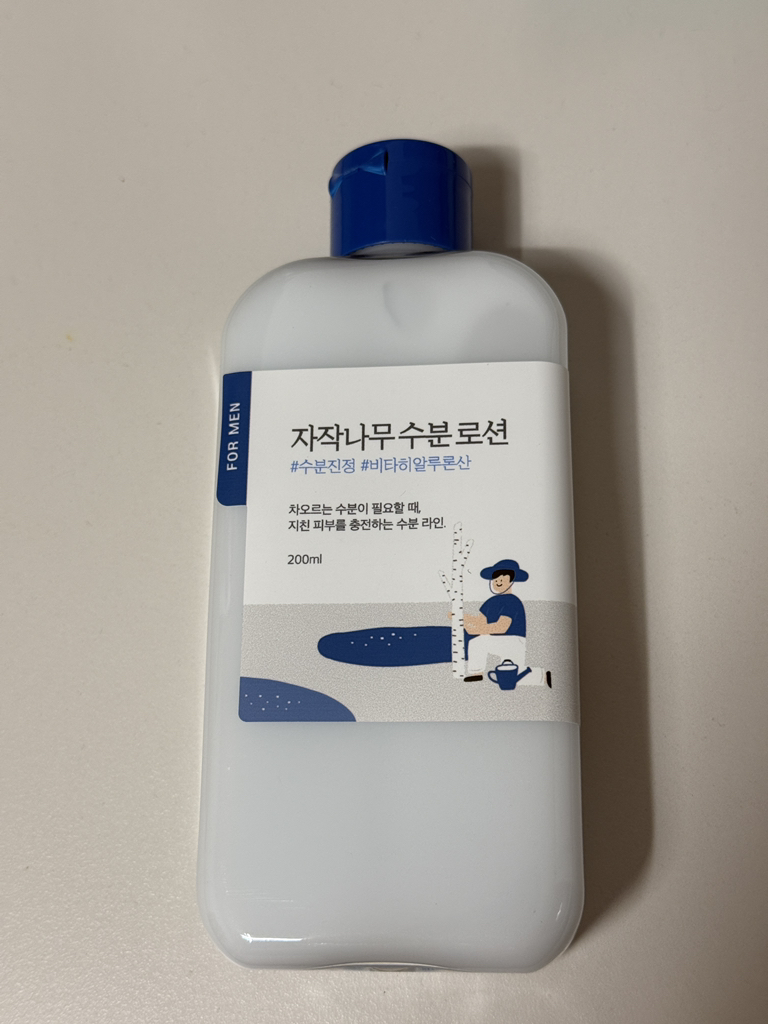 FOR MEN
자작나무 수분 로션
#수분진정 #비타히알루론산
차오르는 수분이 필요할 때,
지친 피부를 충전하는 수분 라인.
200ml